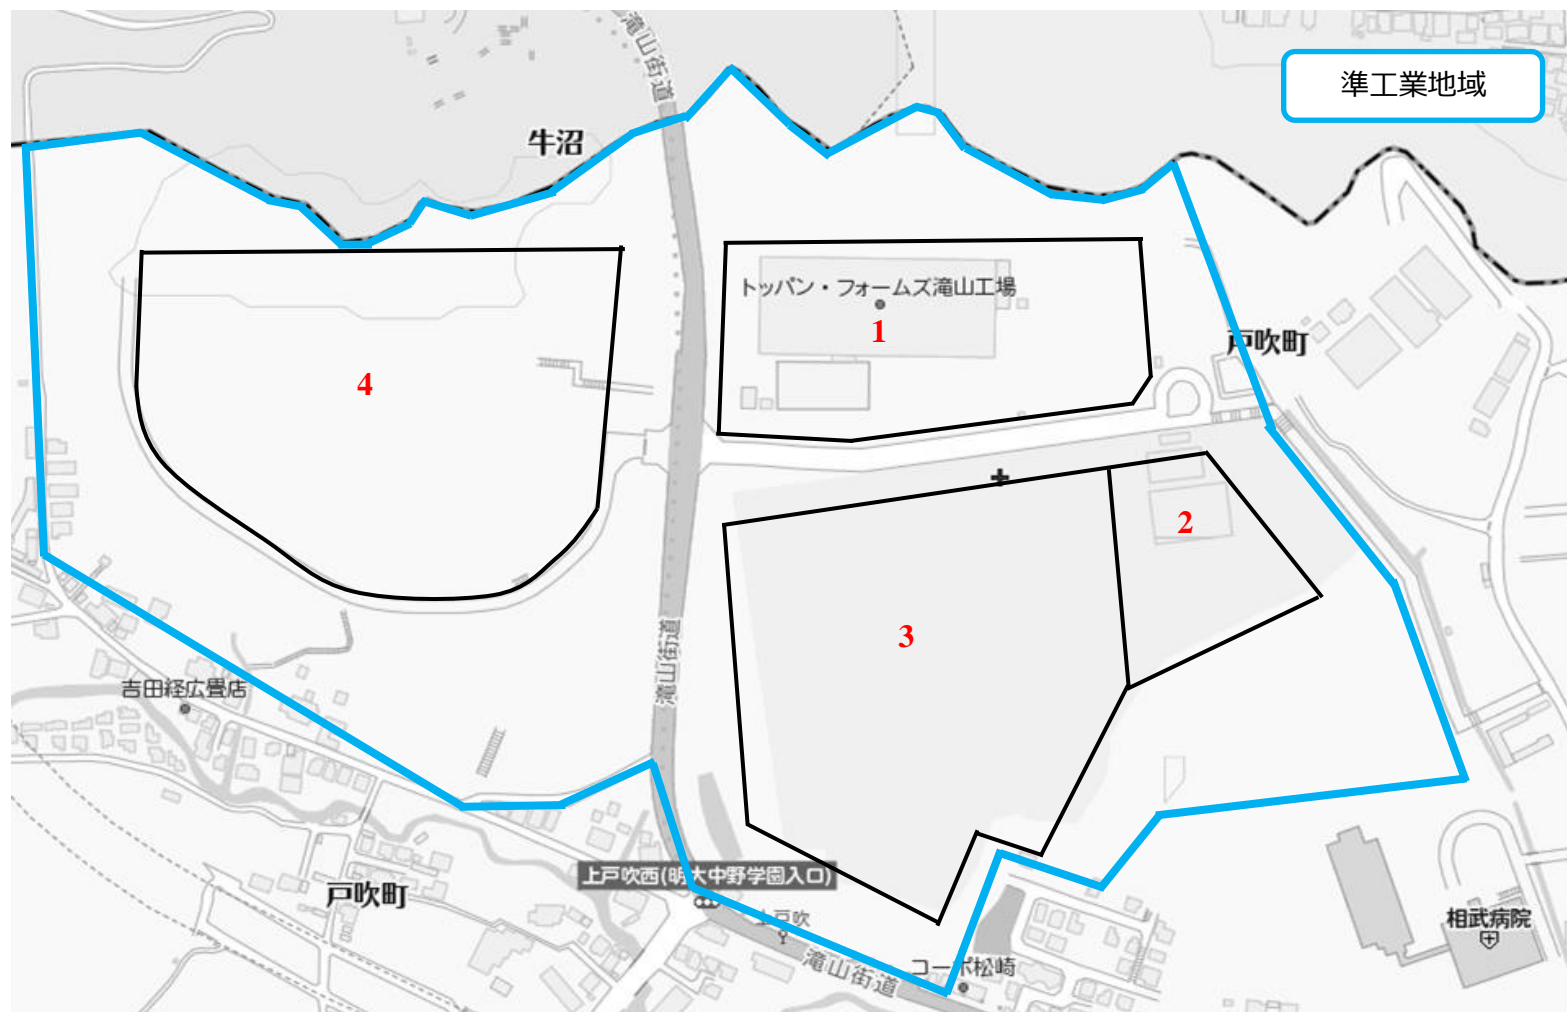 滝山街道
準工業地域
牛沼
トッパン・フォームズ滝山工場
1
戸吹町
4
2
3
滝山街道
吉田経広畳店
上戸吹西(明大中野学園入口)
戸吹町
上戸吹
相武病院
滝山街道
コーポ松崎